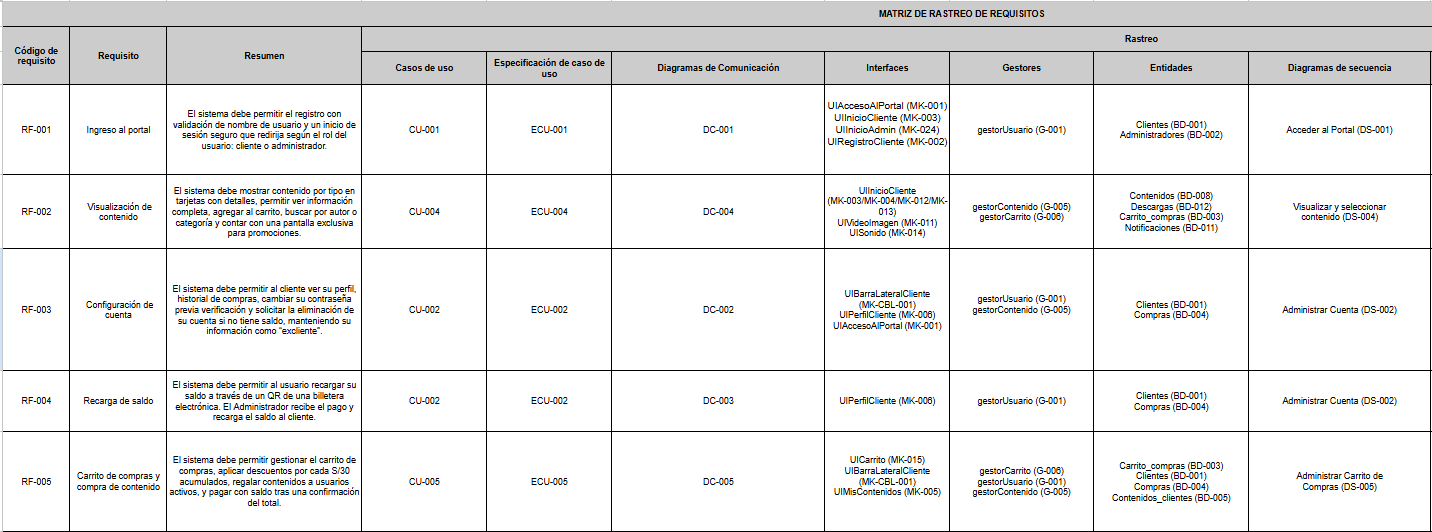 MATRIZ DE RASTREO DE REQUISITOS
Código de
requisito
Requisito
Resumen
Rastreo
Casos de uso
Especificación de caso de
uso
Diagramas de Comunicación
Interfaces
Gestores
Entidades
Diagramas de secuencia
RF-001
Ingreso al portal
El sistema debe permitir el registro con
validación de nombre de usuario y un inicio de
sesión seguro que redirija según el rol del
usuario: cliente o administrador.
CU-001
ECU-001
DC-001
UIAccesoAlPortal (MK-001)
UIInicioCliente (MK-003)
UIInicioAdmin (MK-024)
UIRegistroCliente (MK-002)
gestorUsuario (G-001)
Clientes (BD-001)
Administradores (BD-002)
Acceder al Portal (DS-001)
RF-002
Visualización de
contenido
El sistema debe mostrar contenido por tipo en
tarjetas con detalles, permitir ver información
completa, agregar al carrito, buscar por autor o
categoría y contar con una pantalla exclusiva
para promociones.
CU-004
ECU-004
DC-004
UIInicioCliente
(MK-003/MK-004/MK-012/MK-
013)
UIVideoImagen (MK-011)
UISonido (MK-014)
gestorContenido (G-005)
gestorCarrito (G-006)
Contenidos (BD-008)
Descargas (BD-012)
Carrito_compras (BD-003)
Notificaciones (BD-011)
Visualizar y seleccionar
contenido (DS-004)
RF-003
Configuración de
cuenta
El sistema debe permitir al cliente ver su perfil,
historial de compras, cambiar su contraseña
previa verificación y solicitar la eliminación de
su cuenta si no tiene saldo, manteniendo su
información como "excliente".
CU-002
ECU-002
DC-002
UIBarraLateralCliente
(MK-CBL-001)
UIPerfilCliente (MK-006)
UIAccesoAlPortal (MK-001)
gestorUsuario (G-001)
gestorContenido (G-005)
Clientes (BD-001)
Compras (BD-004)
Administrar Cuenta (DS-002)
RF-004
Recarga de saldo
El sistema debe permitir al usuario recargar su
saldo a través de un QR de una billetera
electrónica. El Administrador recibe el pago y
recarga el saldo al cliente.
CU-002
ECU-002
DC-003
UIPerfilCliente (MK-006)
gestorUsuario (G-001)
Clientes (BD-001)
Compras (BD-004)
Administrar Cuenta (DS-002)
RF-005
Carrito de compras y
compra de contenido
El sistema debe permitir gestionar el carrito de
compras, aplicar descuentos por cada S/30
acumulados, regalar contenidos a usuarios
activos, y pagar con saldo tras una confirmación
del total.
CU-005
ECU-005
DC-005
UICarrito (MK-015)
UIBarraLateralCliente
(MK-CBL-001)
UIMisContenidos (MK-005)
gestorCarrito (G-006)
gestorUsuario (G-001)
gestorContenido (G-005)
Carrito_compras (BD-003)
Clientes (BD-001)
Compras (BD-004)
Contenidos_clientes (BD-005)
Administrar Carrito de
Compras (DS-005)